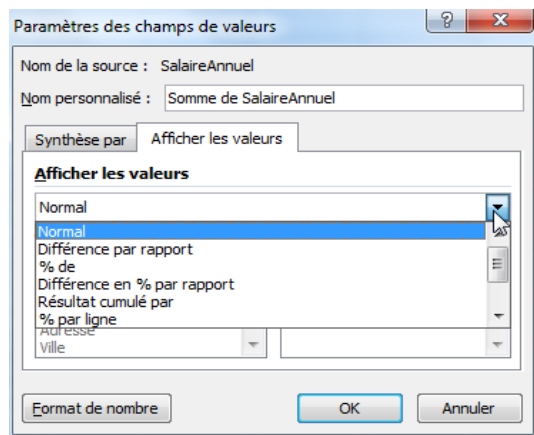 Paramètres des champs de valeurs
Nom de la source : SalaireAnnuel
Nom personnalisé : Somme de SalaireAnnuel
Synthèse par Afficher les valeurs
Afficher les valeurs
Normal
Normal
Différence par rapport
% de
Différence en % par rapport
Résultat cumulé par
% par ligne
Adresse
Ville
Format de nombre OK Annuler